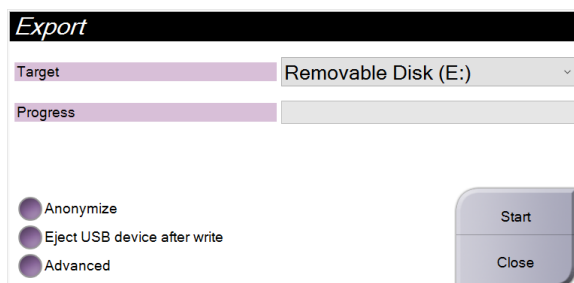 Export
Target
Removable Disk (E:)
Progress
Anonymize
Eject USB device after write
Advanced
Start
Close